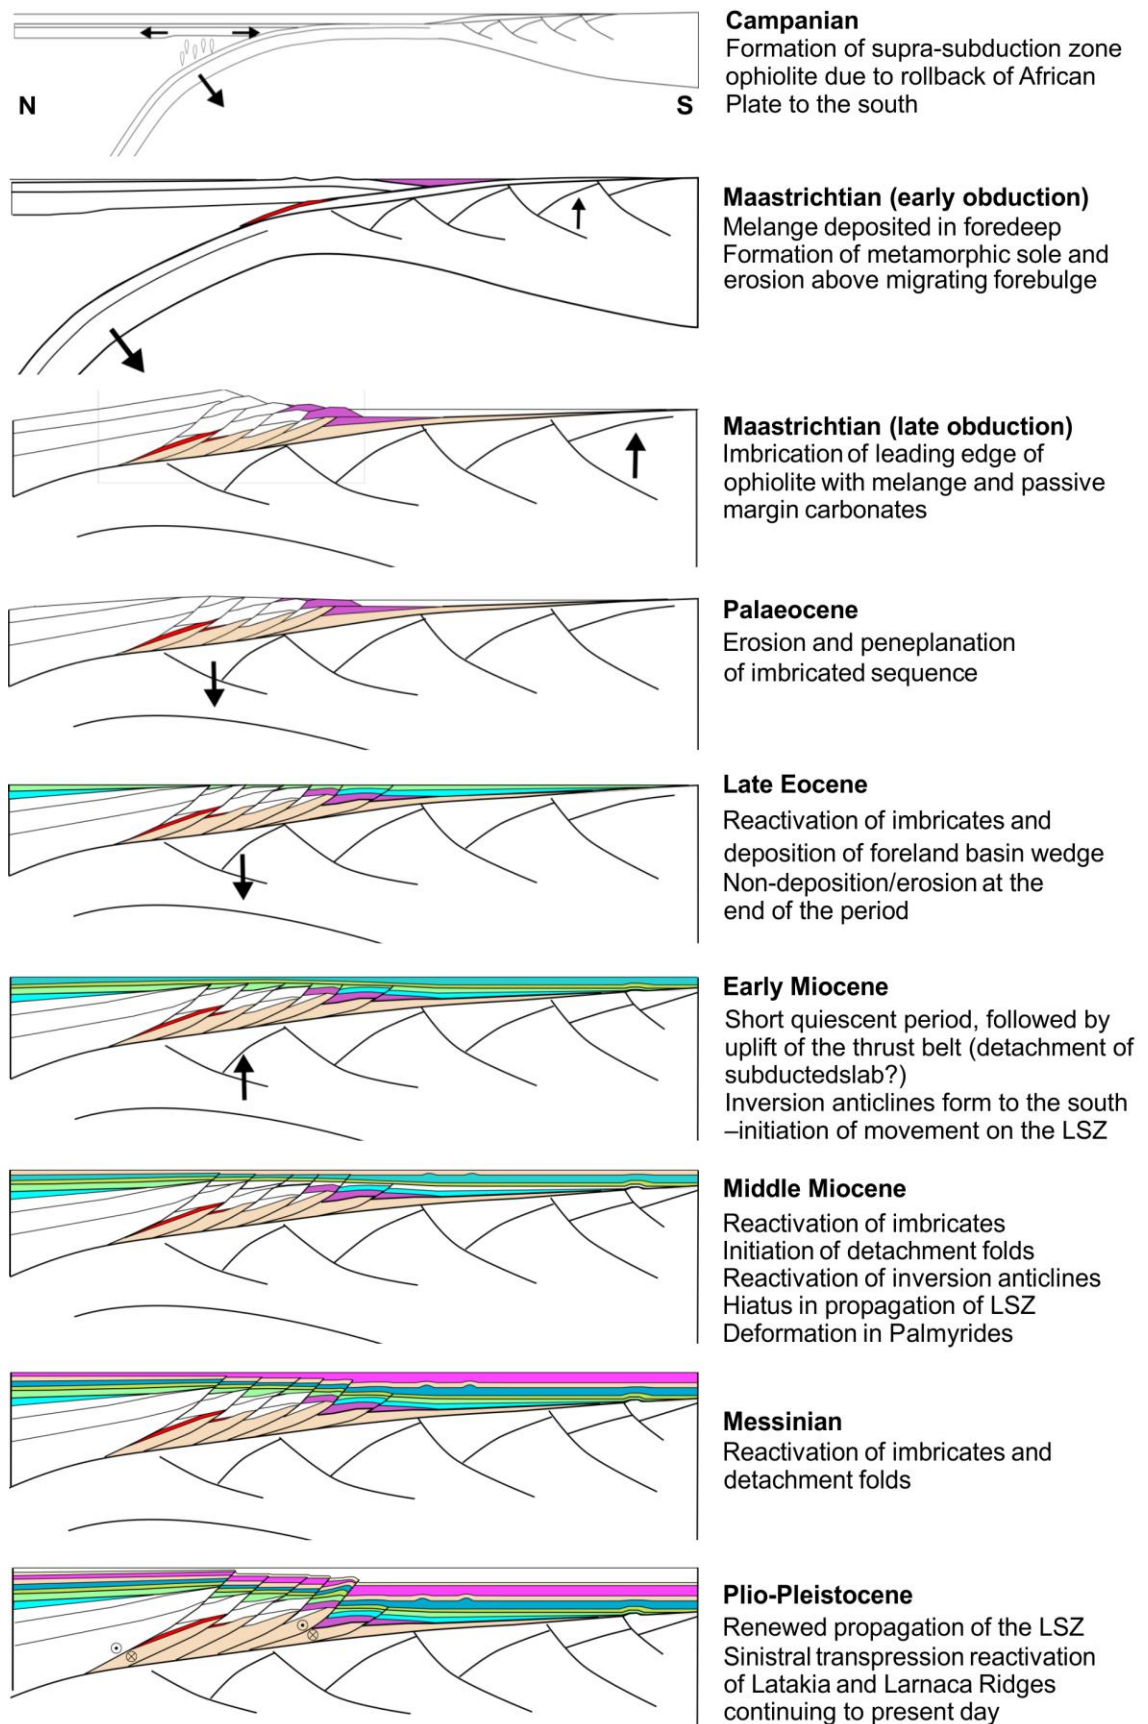 Campanian
Formation of supra-subduction zone
ophiolite due to rollback of African
Plate to the south
N
S
Maastrichtian (early obduction)
Melange deposited in foredeep
Formation of metamorphic sole and
erosion above migrating forebulge
Maastrichtian (late obduction)
Imbrication of leading edge of
ophiolite with melange and passive
margin carbonates
Palaeocene
Erosion and peneplanation
of imbricated sequence
Late Eocene
Reactivation of imbricates and
deposition of foreland basin wedge
Non-deposition/erosion at the
end of the period
Early Miocene
Short quiescent period, followed by
uplift of the thrust belt (detachment of
subductedslab?)
Inversion anticlines form to the south
–initiation of movement on the LSZ
Middle Miocene
Reactivation of imbricates
Initiation of detachment folds
Reactivation of inversion anticlines
Hiatus in propagation of LSZ
Deformation in Palmyrides
Messinian
Reactivation of imbricates and
detachment folds
Plio-Pleistocene
Renewed propagation of the LSZ
Sinistral transpression reactivation
of Latakia and Larnaca Ridges
continuing to present day